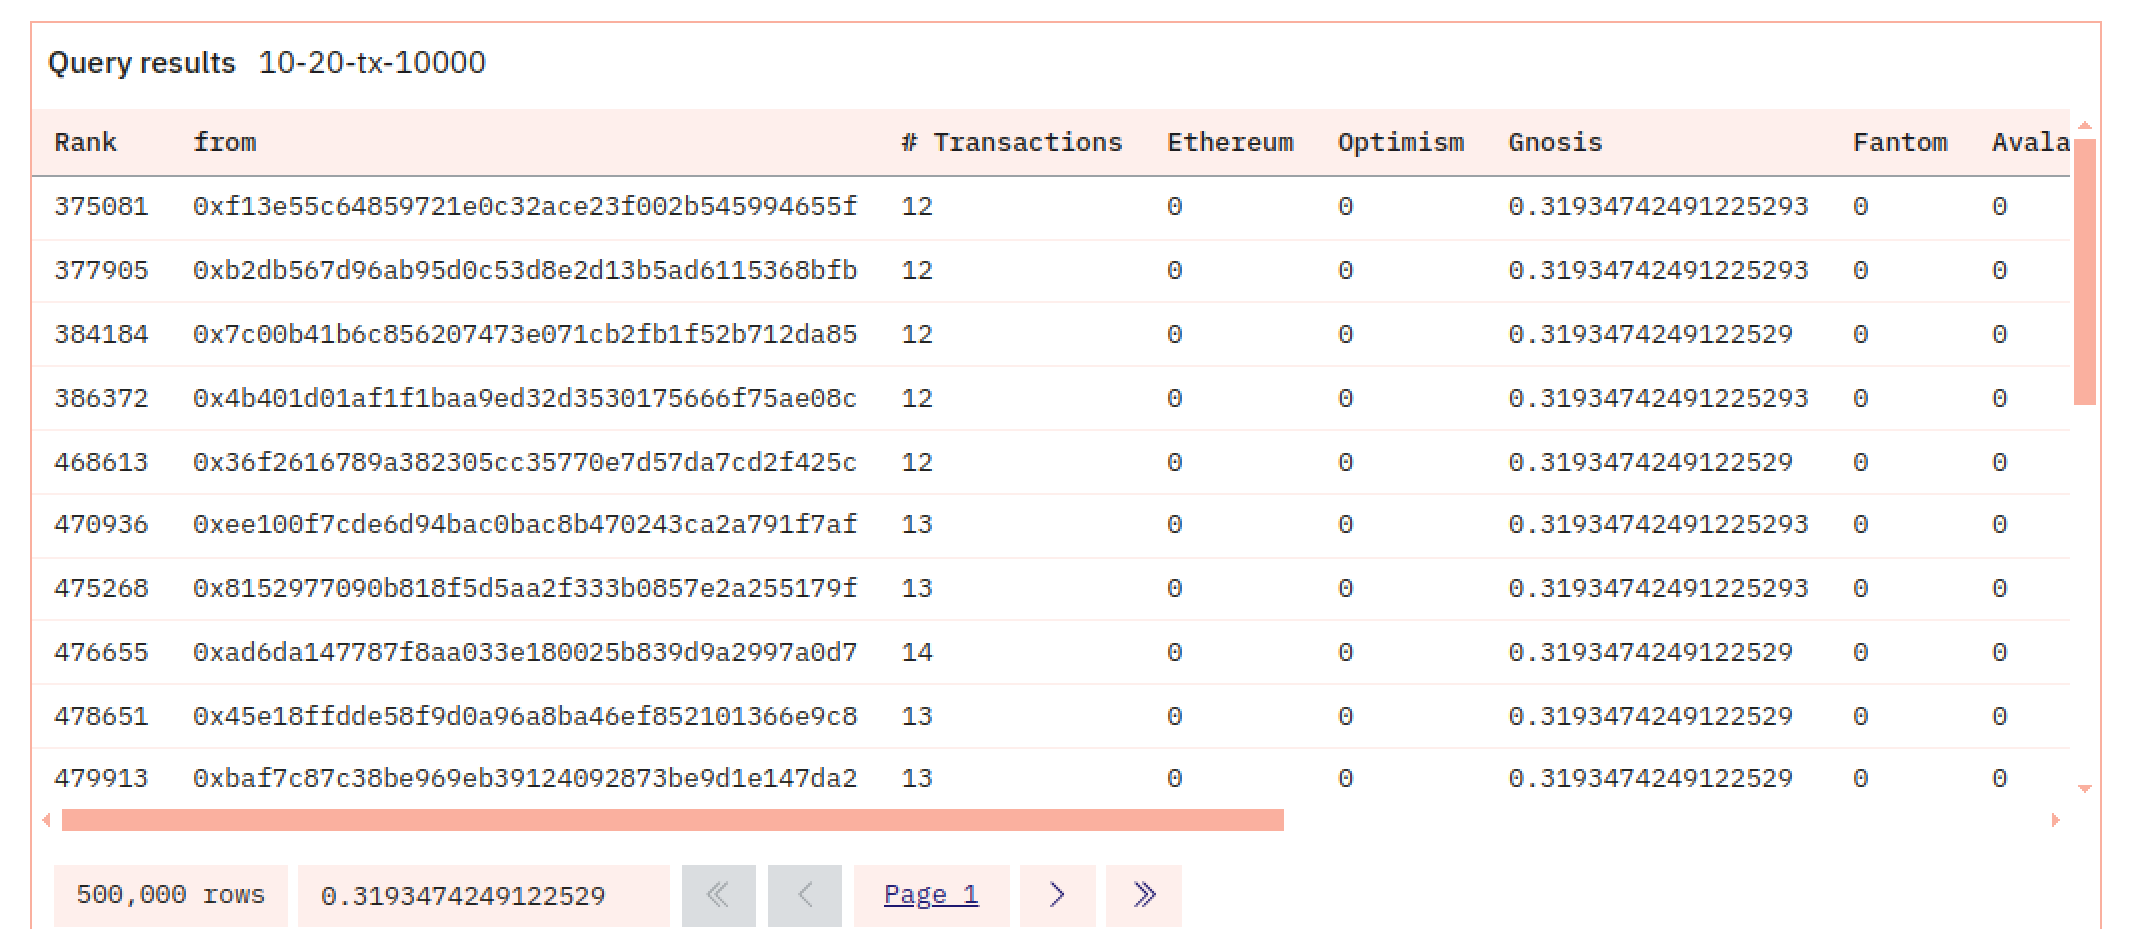 Query results 10-20-tx-10000
Rank from # Transactions Ethereum Optimism Gnosis Fantom Avala
375081 0xf13e55c64859721e0c32ace23f002b545994655f 12 0 0 0.31934742491225293 0 0
377905 0xb2db567d96ab95d0c53d8e2d13b5ad6115368bfb 12 0 0 0.31934742491225293 0 0
384184 0x7c00b41b6c856207473e071cb2fb1f52b712da85 12 0 0 0.3193474249122529 0 0
386372 0x4b401d01af1f1baa9ed32d3530175666f75ae08c 12 0 0 0.31934742491225293 0 0
468613 0x36f2616789a382305cc35770e7d57da7cd2f425c 12 0 0 0.3193474249122529 0 0
470936 0xee100f7cde6d94bac0bac8b470243ca2a791f7af 13 0 0 0.31934742491225293 0 0
475268 0x8152977090b818f5d5aa2f333b0857e2a255179f 13 0 0 0.31934742491225293 0 0
476655 0xad6da147787f8aa033e180025b839d9a2997a0d7 14 0 0 0.3193474249122529 0 0
478651 0x45e18ffdde58f9d0a96a8ba46ef852101366e9c8 13 0 0 0.3193474249122529 0 0
479913 0xbaf7c87c38be969eb39124092873be9d1e147da2 13 0 0 0.3193474249122529 0 0
500,000 rows 0.3193474249122529 Page 1